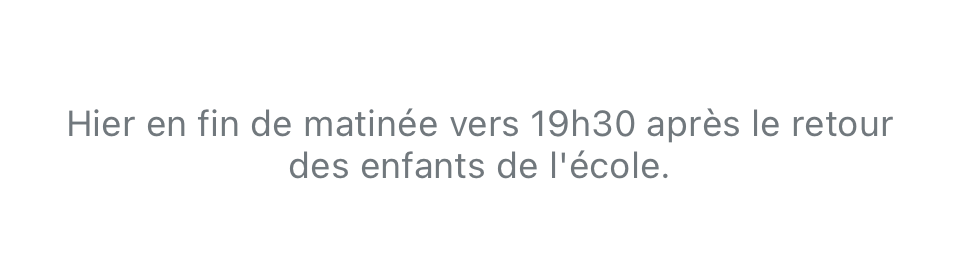 Hier en fin de matinée vers 19h30 après le retour
des enfants de l'école.